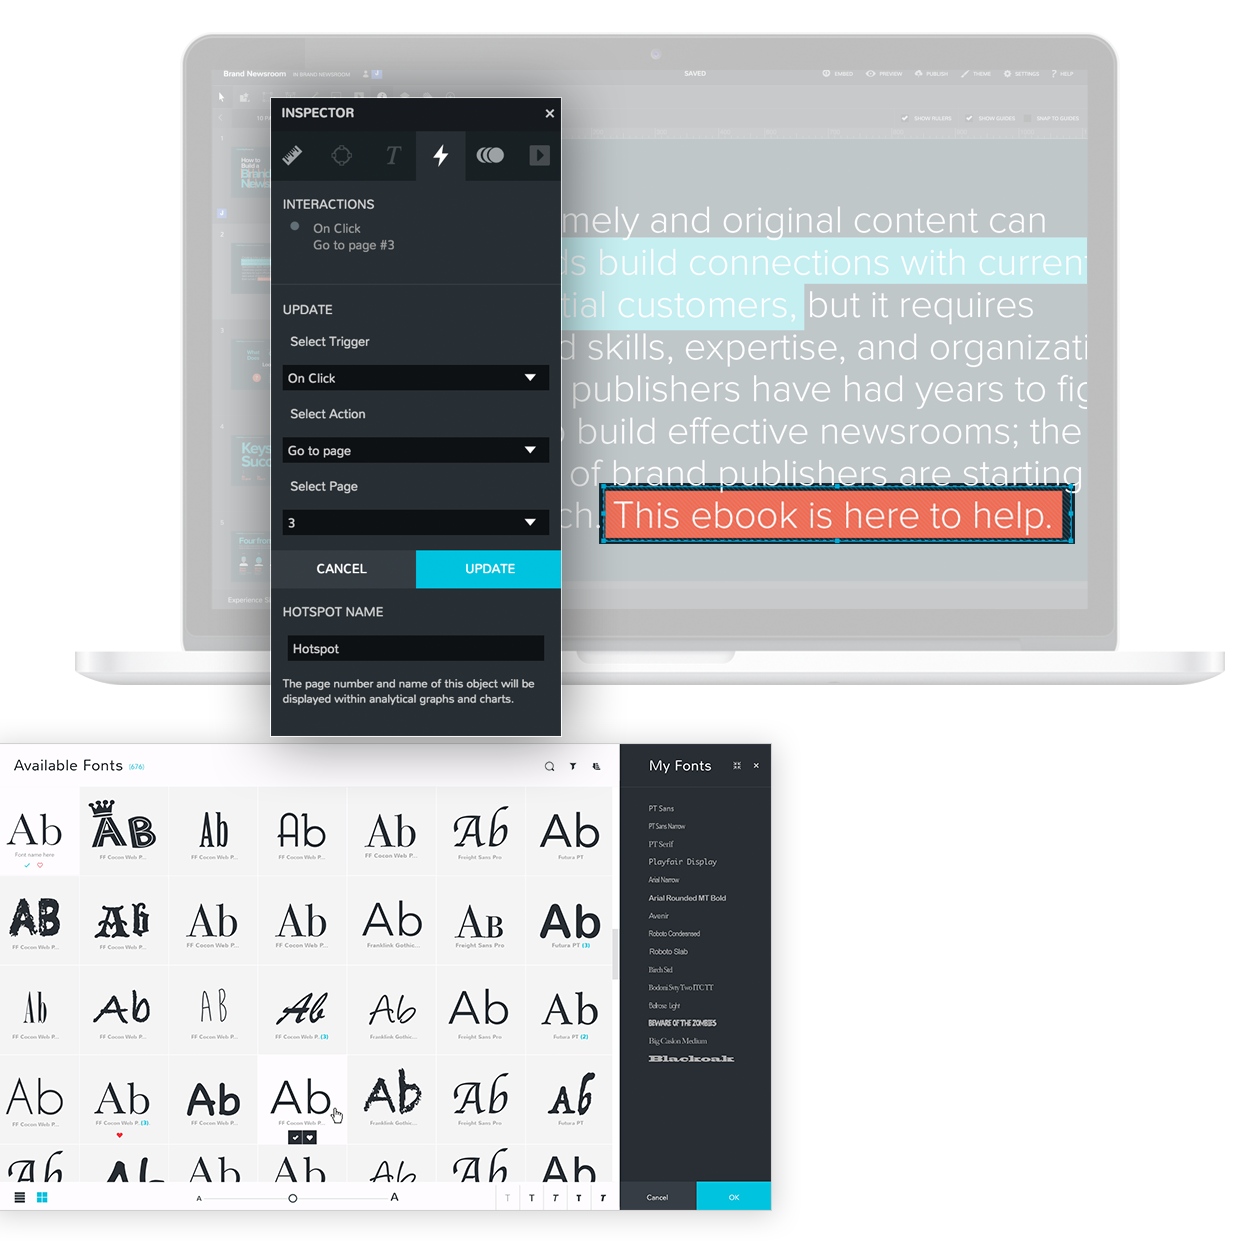 Brand Newsroom IN BRAND NEWSROOM
SAVED
EMBED PREVIEW PUBLISH THEME SETTINGS HELP
SHOW RULERS SHOW GUIDES SNAP TO GUIDES
How to
Build a
Brand
INSPECTOR
INTERACTIONS
On Click
Go to page #3
UPDATE
Select Trigger
On Click
Select Action
Go to page
Select Page
3
CANCEL UPDATE
HOTSPOT NAME
Hotspot
The page number and name of this object will be
displayed within analytical graphs and charts.
mely and original content can
ds build connections with current
tial customers, but it requires
d skills, expertise, and organizati
publishers have had years to fig
o build effective newsrooms; the
of brand publishers are starting
ch. This ebook is here to help.
Keys
Succ
Four from
Available Fonts (676)
Ab Ab Ab Ab Ab Ab Ab
Font name here FF Cocon Web P... FF Cocon Web P... FF Cocon Web P... FF Cocon Web P... Freight Sans Pro Futura PT
AB Ab Ab Ab Ab Ab Ab
FF Cocon Web P... FF Cocon Web P... FF Cocon Web P... FF Cocon Web P... Franklink Gothic... Freight Sans Pro Futura PT (3)
Ab Ab AB Ab Ab Ab Ab
FF Cocon Web P... FF Cocon Web P... FF Cocon Web P... FF Cocon Web P... (3) Franklink Gothic... Freight Sans Pro Futura PT (2)
Ab Ab Ab Ab Ab Ab Ab
FF Cocon Web P... FF Cocon Web P... (3) FF Cocon Web P... FF Cocon Web P... Franklink Gothic... Freight Sans Pro Futura PT
Ab Ab Ab Ab Ab Ab Ab
A A
T T T T T
My Fonts
PT Sans
PT Sans Narrow
PT Serif
Playfair Display
Arial Narrow
Arial Rounded MT Bold
Avenir
Roboto Condensed
Roboto Slab
Birch Std
Bodoni Svty Two ITC TT
Bellrose Light
BEWARE OF THE ZOMBIES
Big Caslon Medium
Blackoak
Cancel OK